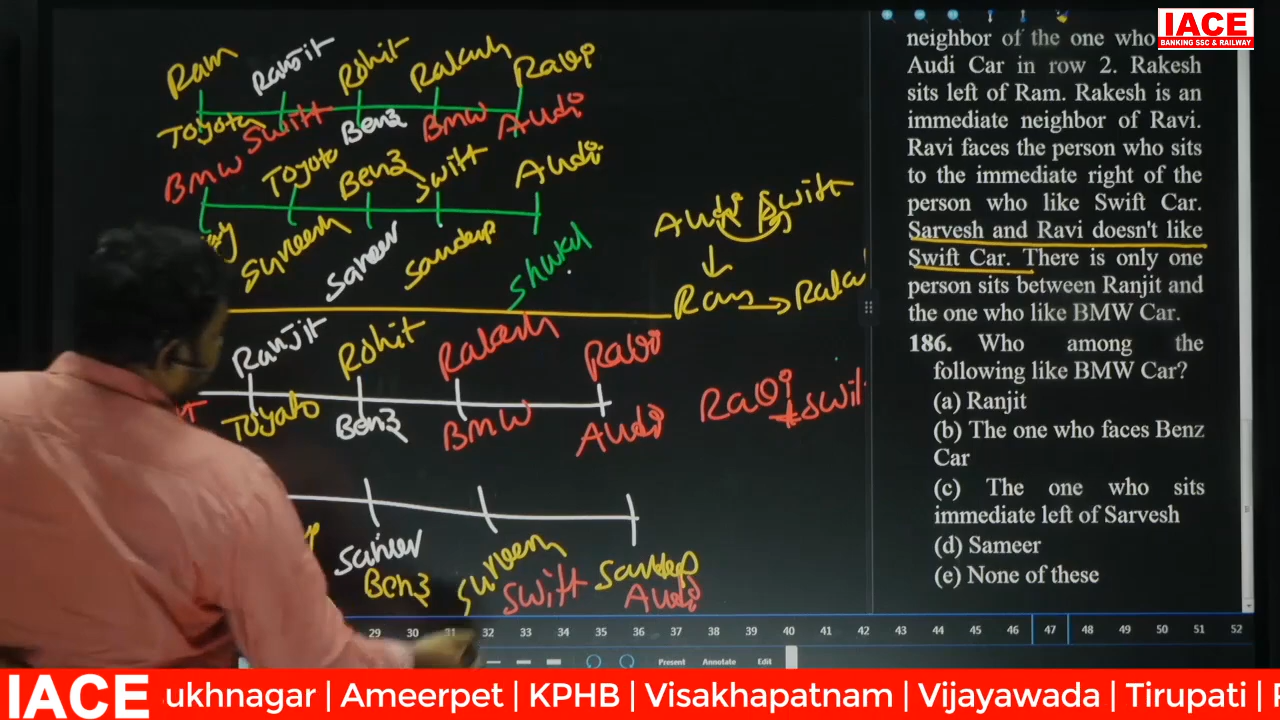 Ram Ranjit Rohit Rakesh Ravi
Toyota Swift Benz BMW Audi
BMW Toyota Benz Swift Audi
Sureem Sameer Sandeep Shukul
Audi Swift
Ram
Ranjit Rohit Rakesh Ravi
Toyato Benz BMW Audi
Ravi ≠ Swif
Sameer Sureem Sandeep
Benz Swift Audi
IACE
BANKING SSC & RAILWAY
neighbor of the one who
Audi Car in row 2. Rakesh
sits left of Ram. Rakesh is an
immediate neighbor of Ravi.
Ravi faces the person who sits
to the immediate right of the
person who like Swift Car.
Sarvesh and Ravi doesn't like
Swift Car. There is only one
person sits between Ranjit and
the one who like BMW Car.
186. Who among the
following like BMW Car?
(a) Ranjit
(b) The one who faces Benz
Car
(c) The one who sits
immediate left of Sarvesh
(d) Sameer
(e) None of these
29 30 31 32 33 34 35 36 37 38 39 40 41 42 43 44 45 46 47 48 49 50 51 52
Present Annotate Edit
IACE ukhnagar | Ameerpet | KPHB | Visakhapatnam | Vijayawada | Tirupati |